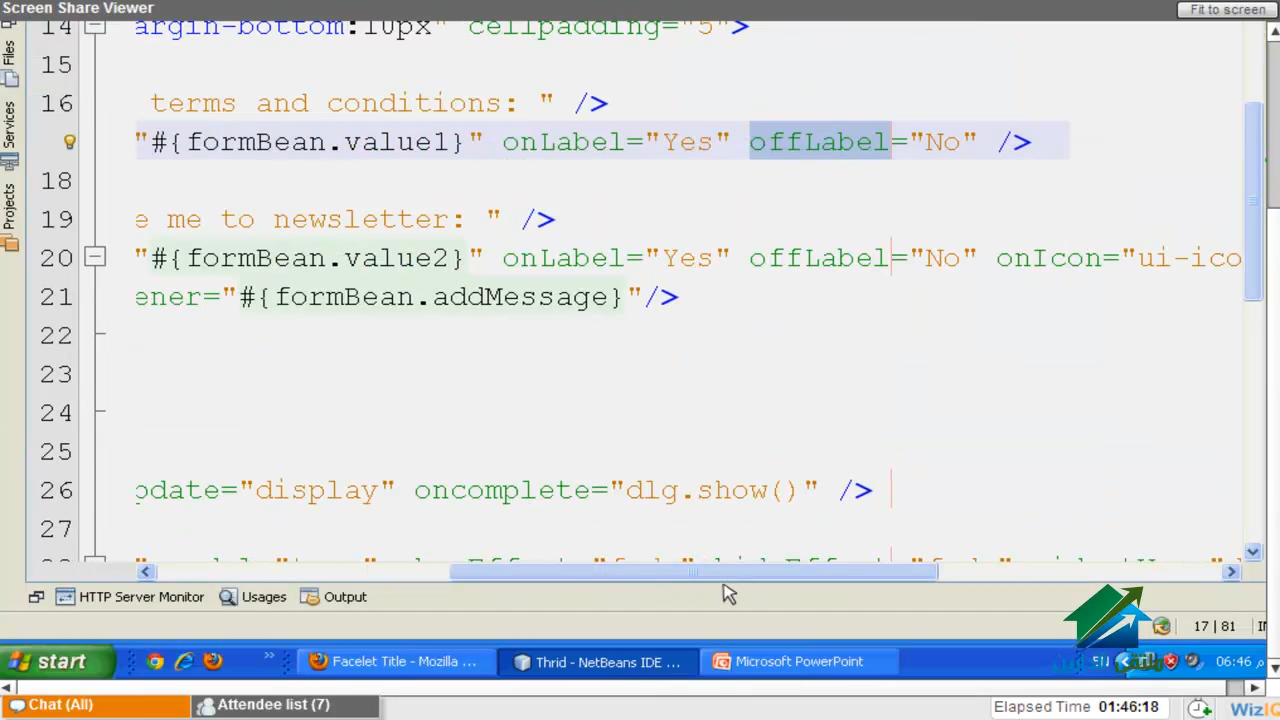 Screen Share Viewer
Fit to screen
14 argin-bottom:10px" cellpadding="5">
15
16 terms and conditions: " />
"#{formBean.value1}" onLabel="Yes" offLabel="No" />
18
19 e me to newsletter: " />
20 "#{formBean.value2}" onLabel="Yes" offLabel="No" onIcon="ui-ico
21 ener="#{formBean.addMessage}"/>
22
23
24
25
26 pdate="display" oncomplete="dlg.show()" />
27
Files
Services
Projects
HTTP Server Monitor Usages Output
17 | 81
start
Facelet Title - Mozilla ...
Thrid - NetBeans IDE ...
Microsoft PowerPoint
EN
06:46
Chat (All)
Attendee list (7)
Elapsed Time 01:46:18
WizIQ